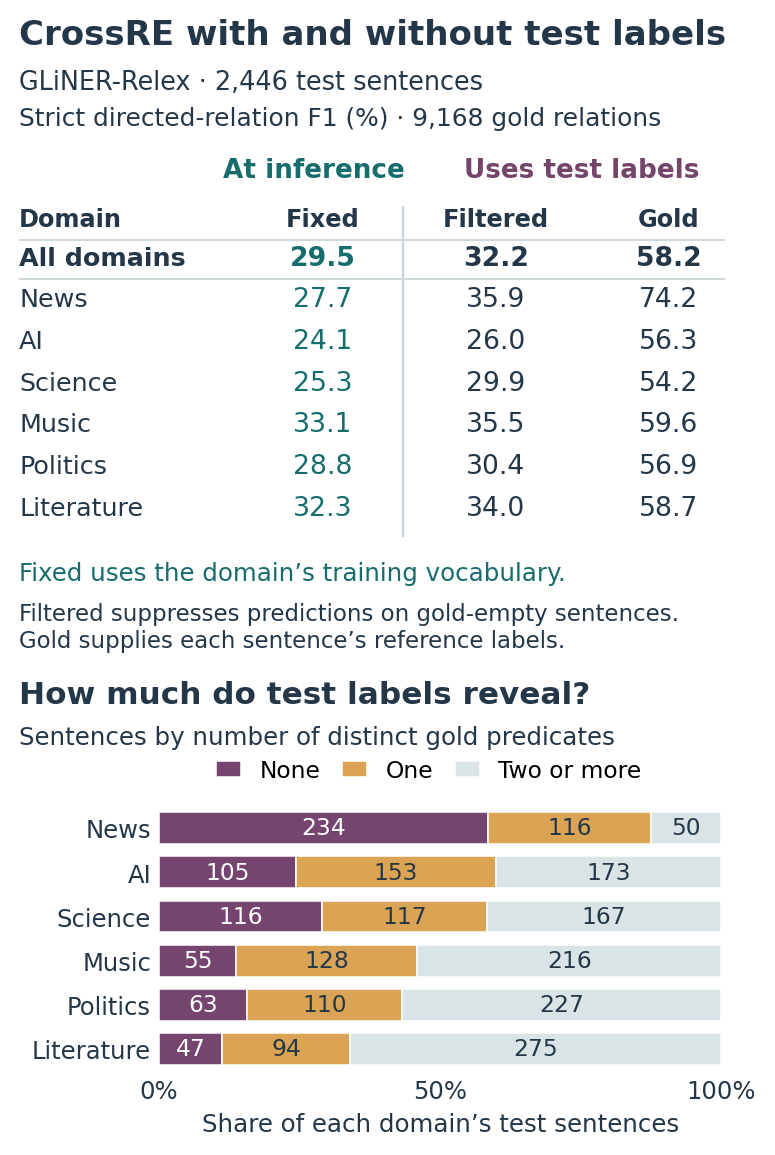 CrossRE with and without test labels
GLiNER-Relex · 2,446 test sentences
Strict directed-relation F1 (%) · 9,168 gold relations
At inference Uses test labels
Domain Fixed Filtered Gold
All domains 29.5 32.2 58.2
News 27.7 35.9 74.2
AI 24.1 26.0 56.3
Science 25.3 29.9 54.2
Music 33.1 35.5 59.6
Politics 28.8 30.4 56.9
Literature 32.3 34.0 58.7
Fixed uses the domain’s training vocabulary.
Filtered suppresses predictions on gold-empty sentences.
Gold supplies each sentence’s reference labels.
How much do test labels reveal?
Sentences by number of distinct gold predicates
None One Two or more
News 234 116 50
AI 105 153 173
Science 116 117 167
Music 55 128 216
Politics 63 110 227
Literature 47 94 275
0% 50% 100%
Share of each domain’s test sentences